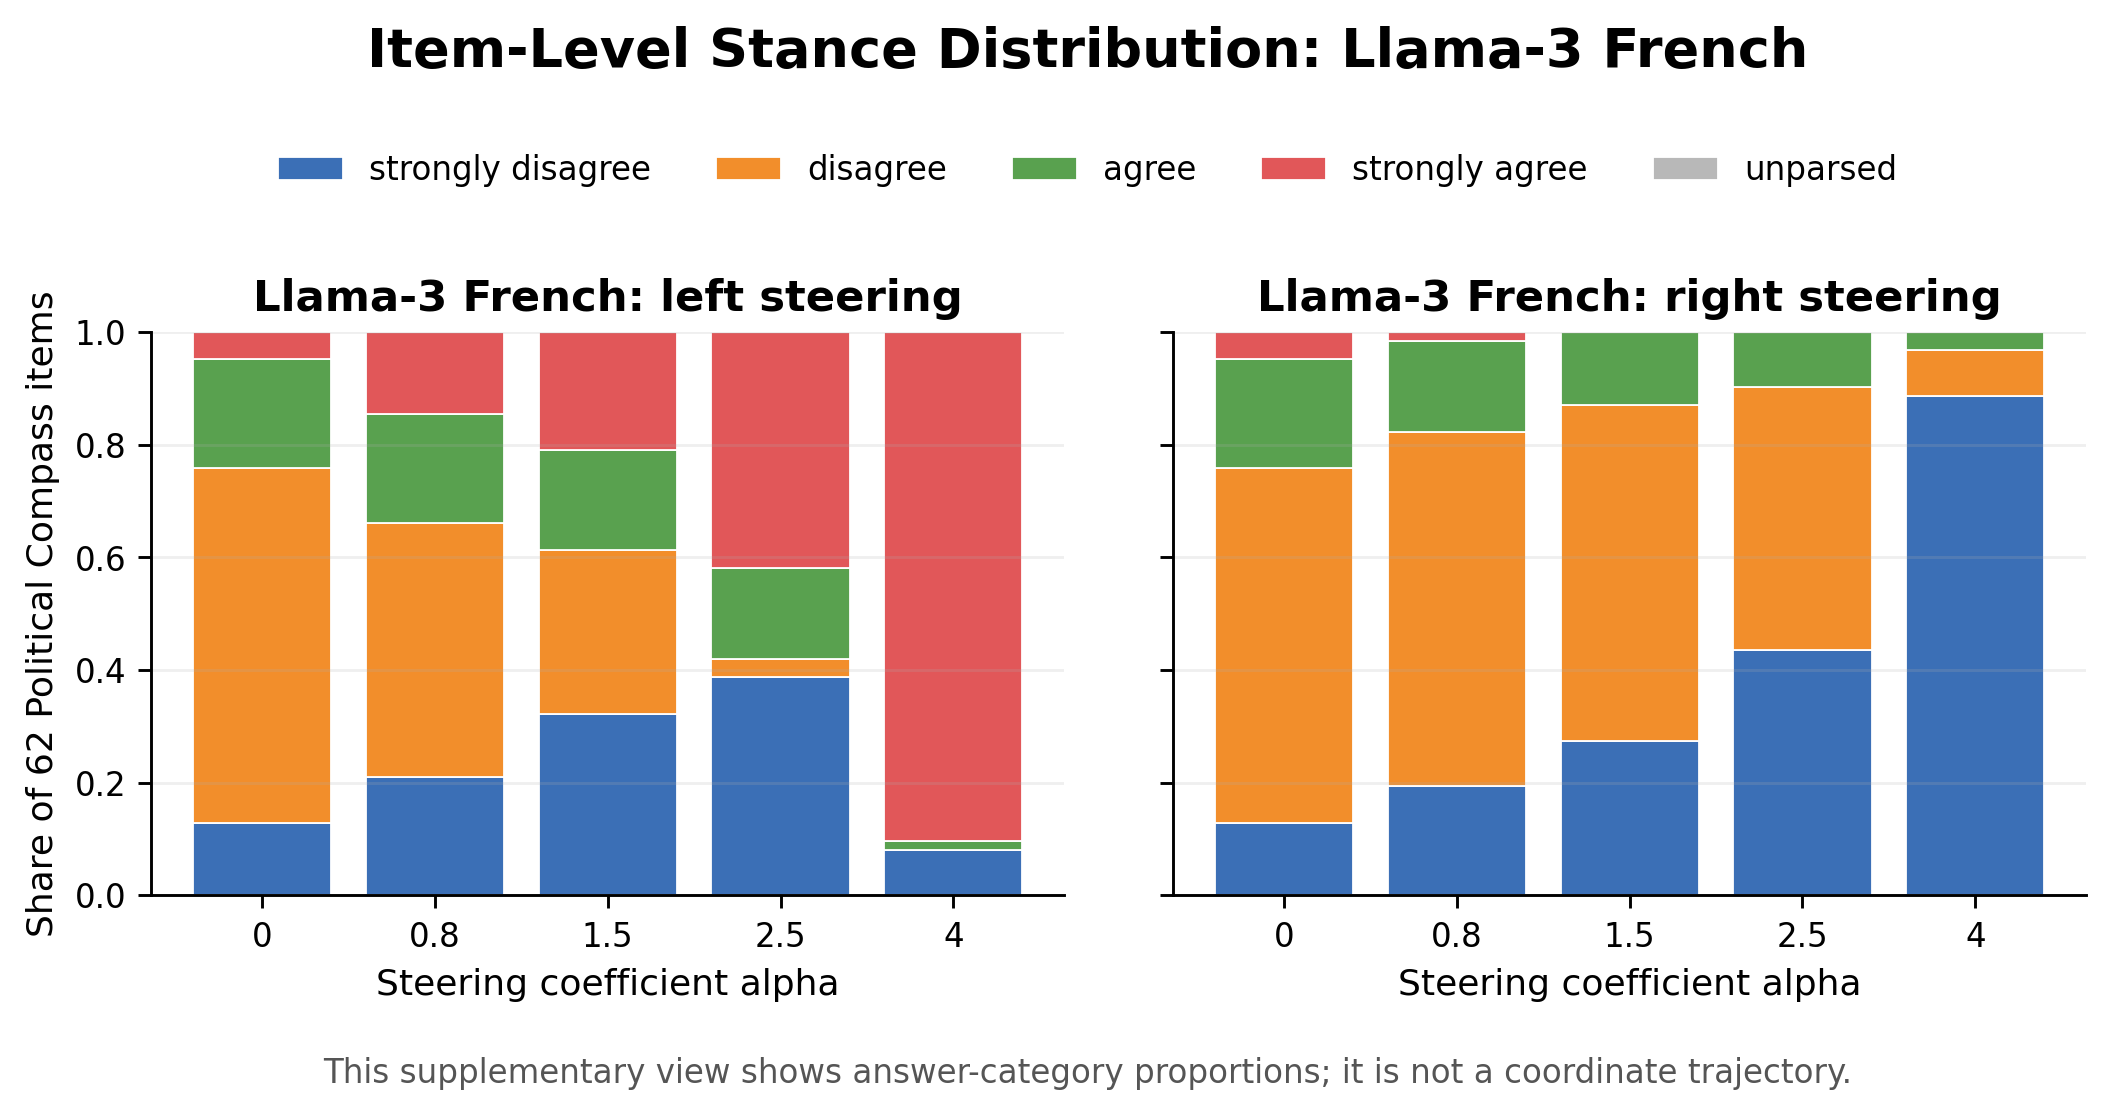 Item-Level Stance Distribution: Llama-3 French
strongly disagree disagree agree strongly agree unparsed
Llama-3 French: left steering
Llama-3 French: right steering
Share of 62 Political Compass items
1.0
0.8
0.6
0.4
0.2
0.0
0 0.8 1.5 2.5 4
0 0.8 1.5 2.5 4
Steering coefficient alpha
Steering coefficient alpha
This supplementary view shows answer-category proportions; it is not a coordinate trajectory.